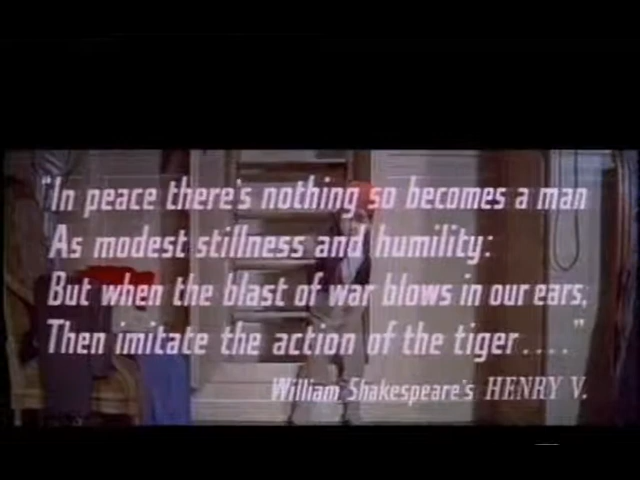 "In peace there's nothing so becomes a man
As modest stillness and humility:
But when the blast of war blows in our ears,
Then imitate the action of the tiger...."
William Shakespeare's HENRY V.